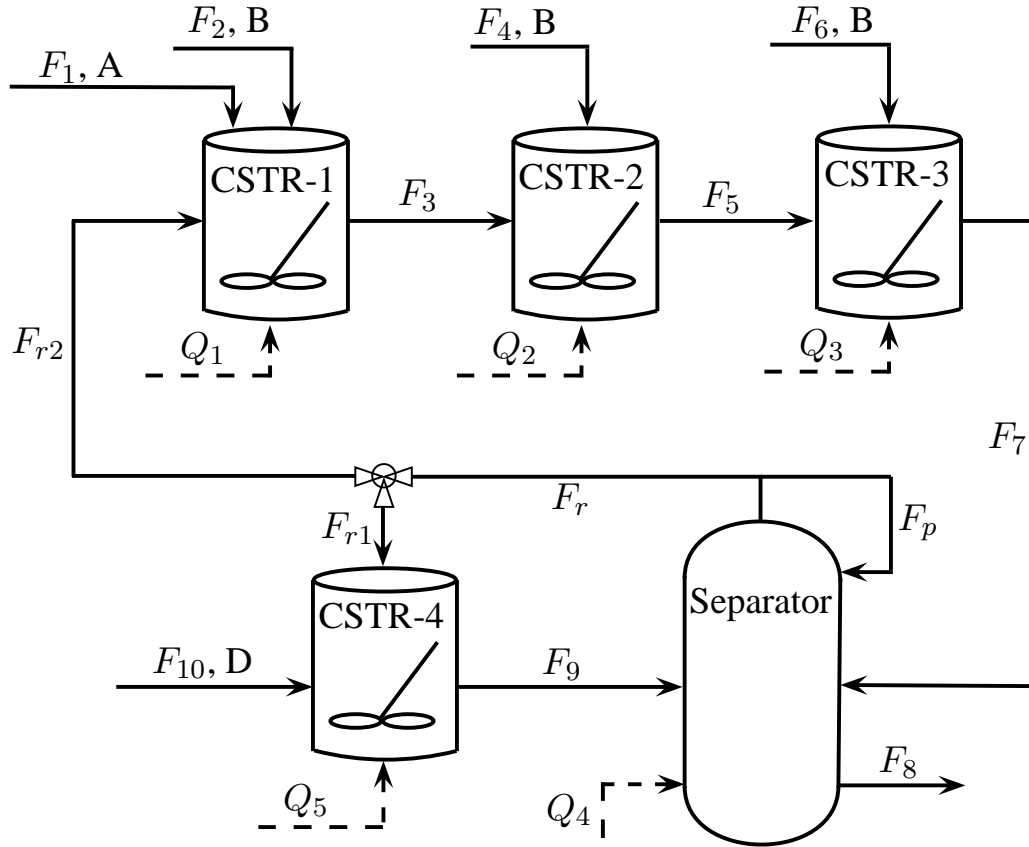 F2, B
F4, B
F6, B
F1, A
CSTR-1
CSTR-2
CSTR-3
F3
F5
Fr2
Q1
Q2
Q3
F7
Fr
Fp
Fr1
CSTR-4
Separator
F10, D
F9
F8
Q5
Q4